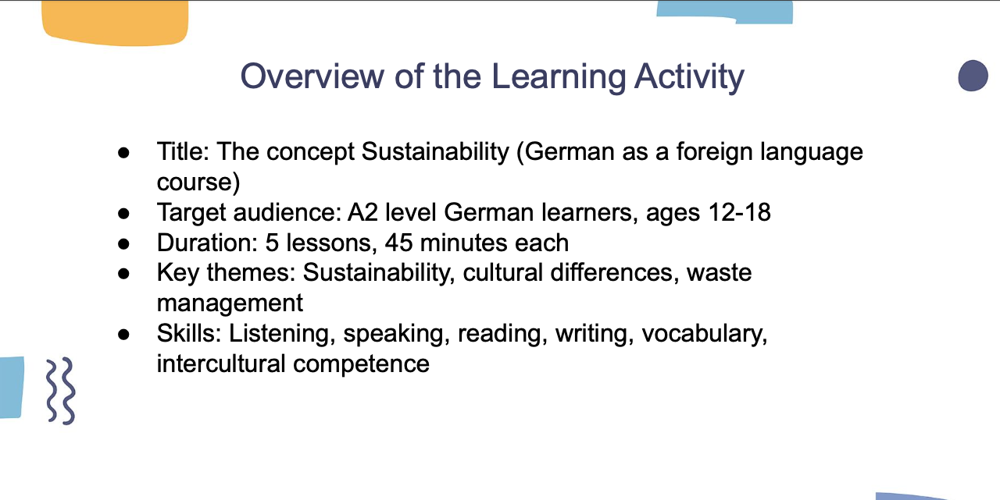 Overview of the Learning Activity
● Title: The concept Sustainability (German as a foreign language
course)
● Target audience: A2 level German learners, ages 12-18
● Duration: 5 lessons, 45 minutes each
● Key themes: Sustainability, cultural differences, waste
management
● Skills: Listening, speaking, reading, writing, vocabulary,
intercultural competence